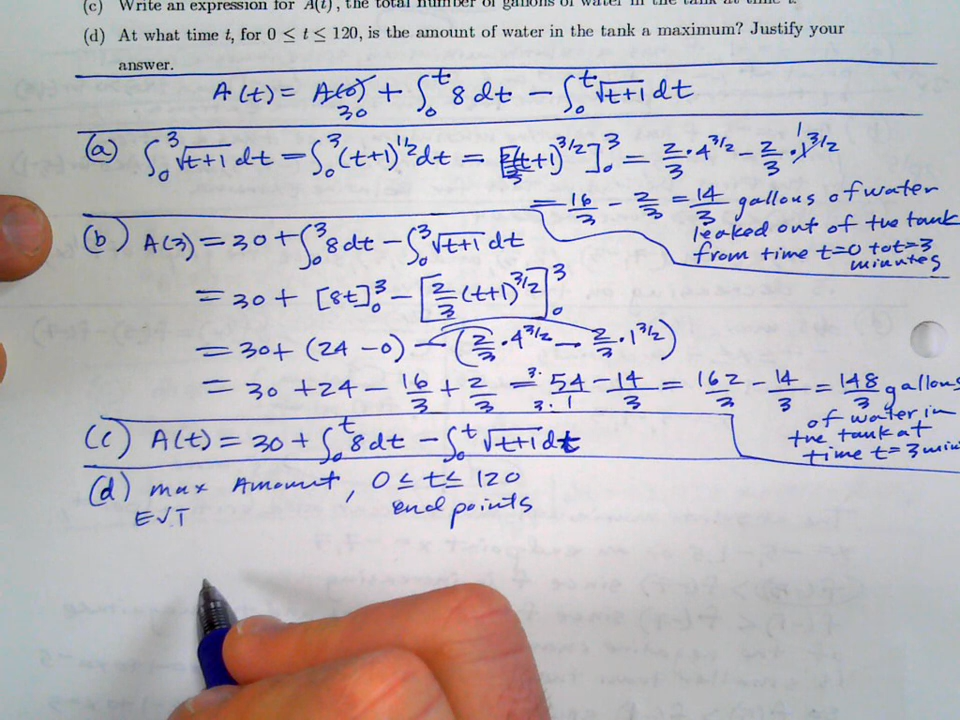 (c) Write an expression for A(t), the total number of gallons of water in the tank at time t.
(d) At what time t, for 0 ≤ t ≤ 120, is the amount of water in the tank a maximum? Justify your
answer.
A(t) = A(0) + ∫₀ᵗ 8 dt − ∫₀ᵗ √t+1 dt
30
(a) ∫₀³ √t+1 dt = ∫₀³ (t+1)^1/2 dt = [2/3(t+1)^3/2]₀³ = 2/3 · 4^3/2 − 2/3 · 1^3/2
= 16/3 − 2/3 = 14/3 gallons of water
leaked out of the tank
from time t=0 to t=3
minutes
(b) A(3) = 30 + ∫₀³ 8 dt − ∫₀³ √t+1 dt
= 30 + [8t]₀³ − [2/3 (t+1)^3/2]₀³
= 30 + (24 − 0) − (2/3 · 4^3/2 − 2/3 · 1^3/2)
= 30 + 24 − 16/3 + 2/3 = 3·54/3·1 − 14/3 = 162/3 − 14/3 = 148/3 gallons
of water in
the tank at
time t = 3 min
(c) A(t) = 30 + ∫₀ᵗ 8 dt − ∫₀ᵗ √t+1 dt
(d) max Amount, 0 ≤ t ≤ 120
EVT end points